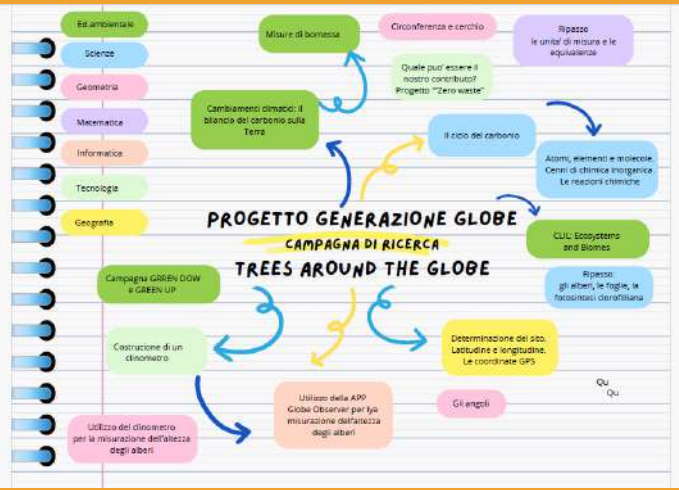 Ed ambientale
Scienze
Geometria
Matematica
Informatica
Tecnologia
Geografia
Misure di bomassa
Circonferenza e cerchio
Ripasso
le unita' di misura e le
equivalenze
Quale puo' essere il
nostro contributo?
Progetto "Zero waste"
Cambiamenti climatici: il
bilancio del carbonio sulla
Terra
Il ciclo del carbonio
Atomi, elementi e molecole.
Cenni di chimica inorganica.
Le reazioni chimiche
PROGETTO GENERAZIONE GLOBE
CAMPAGNA DI RICERCA
TREES AROUND THE GLOBE
CLIL: Ecosystems
and Biomes
Ripasso:
gli alberi, le foglie, la
fotosintesi clorofilliana
Campagna GRREN DOW
e GREEN UP
Costruzione di un
clinometro
Determinazione del sito.
Latitudine e longitudine.
Le coordinate GPS
Utilizzo della APP
Globe Observer per lya
misurazione dell'altezza
degli alberi
Gli angoli
Qu
Qu
Utilizzo del clinometro
per la misurazione dell'altezza
degli alberi